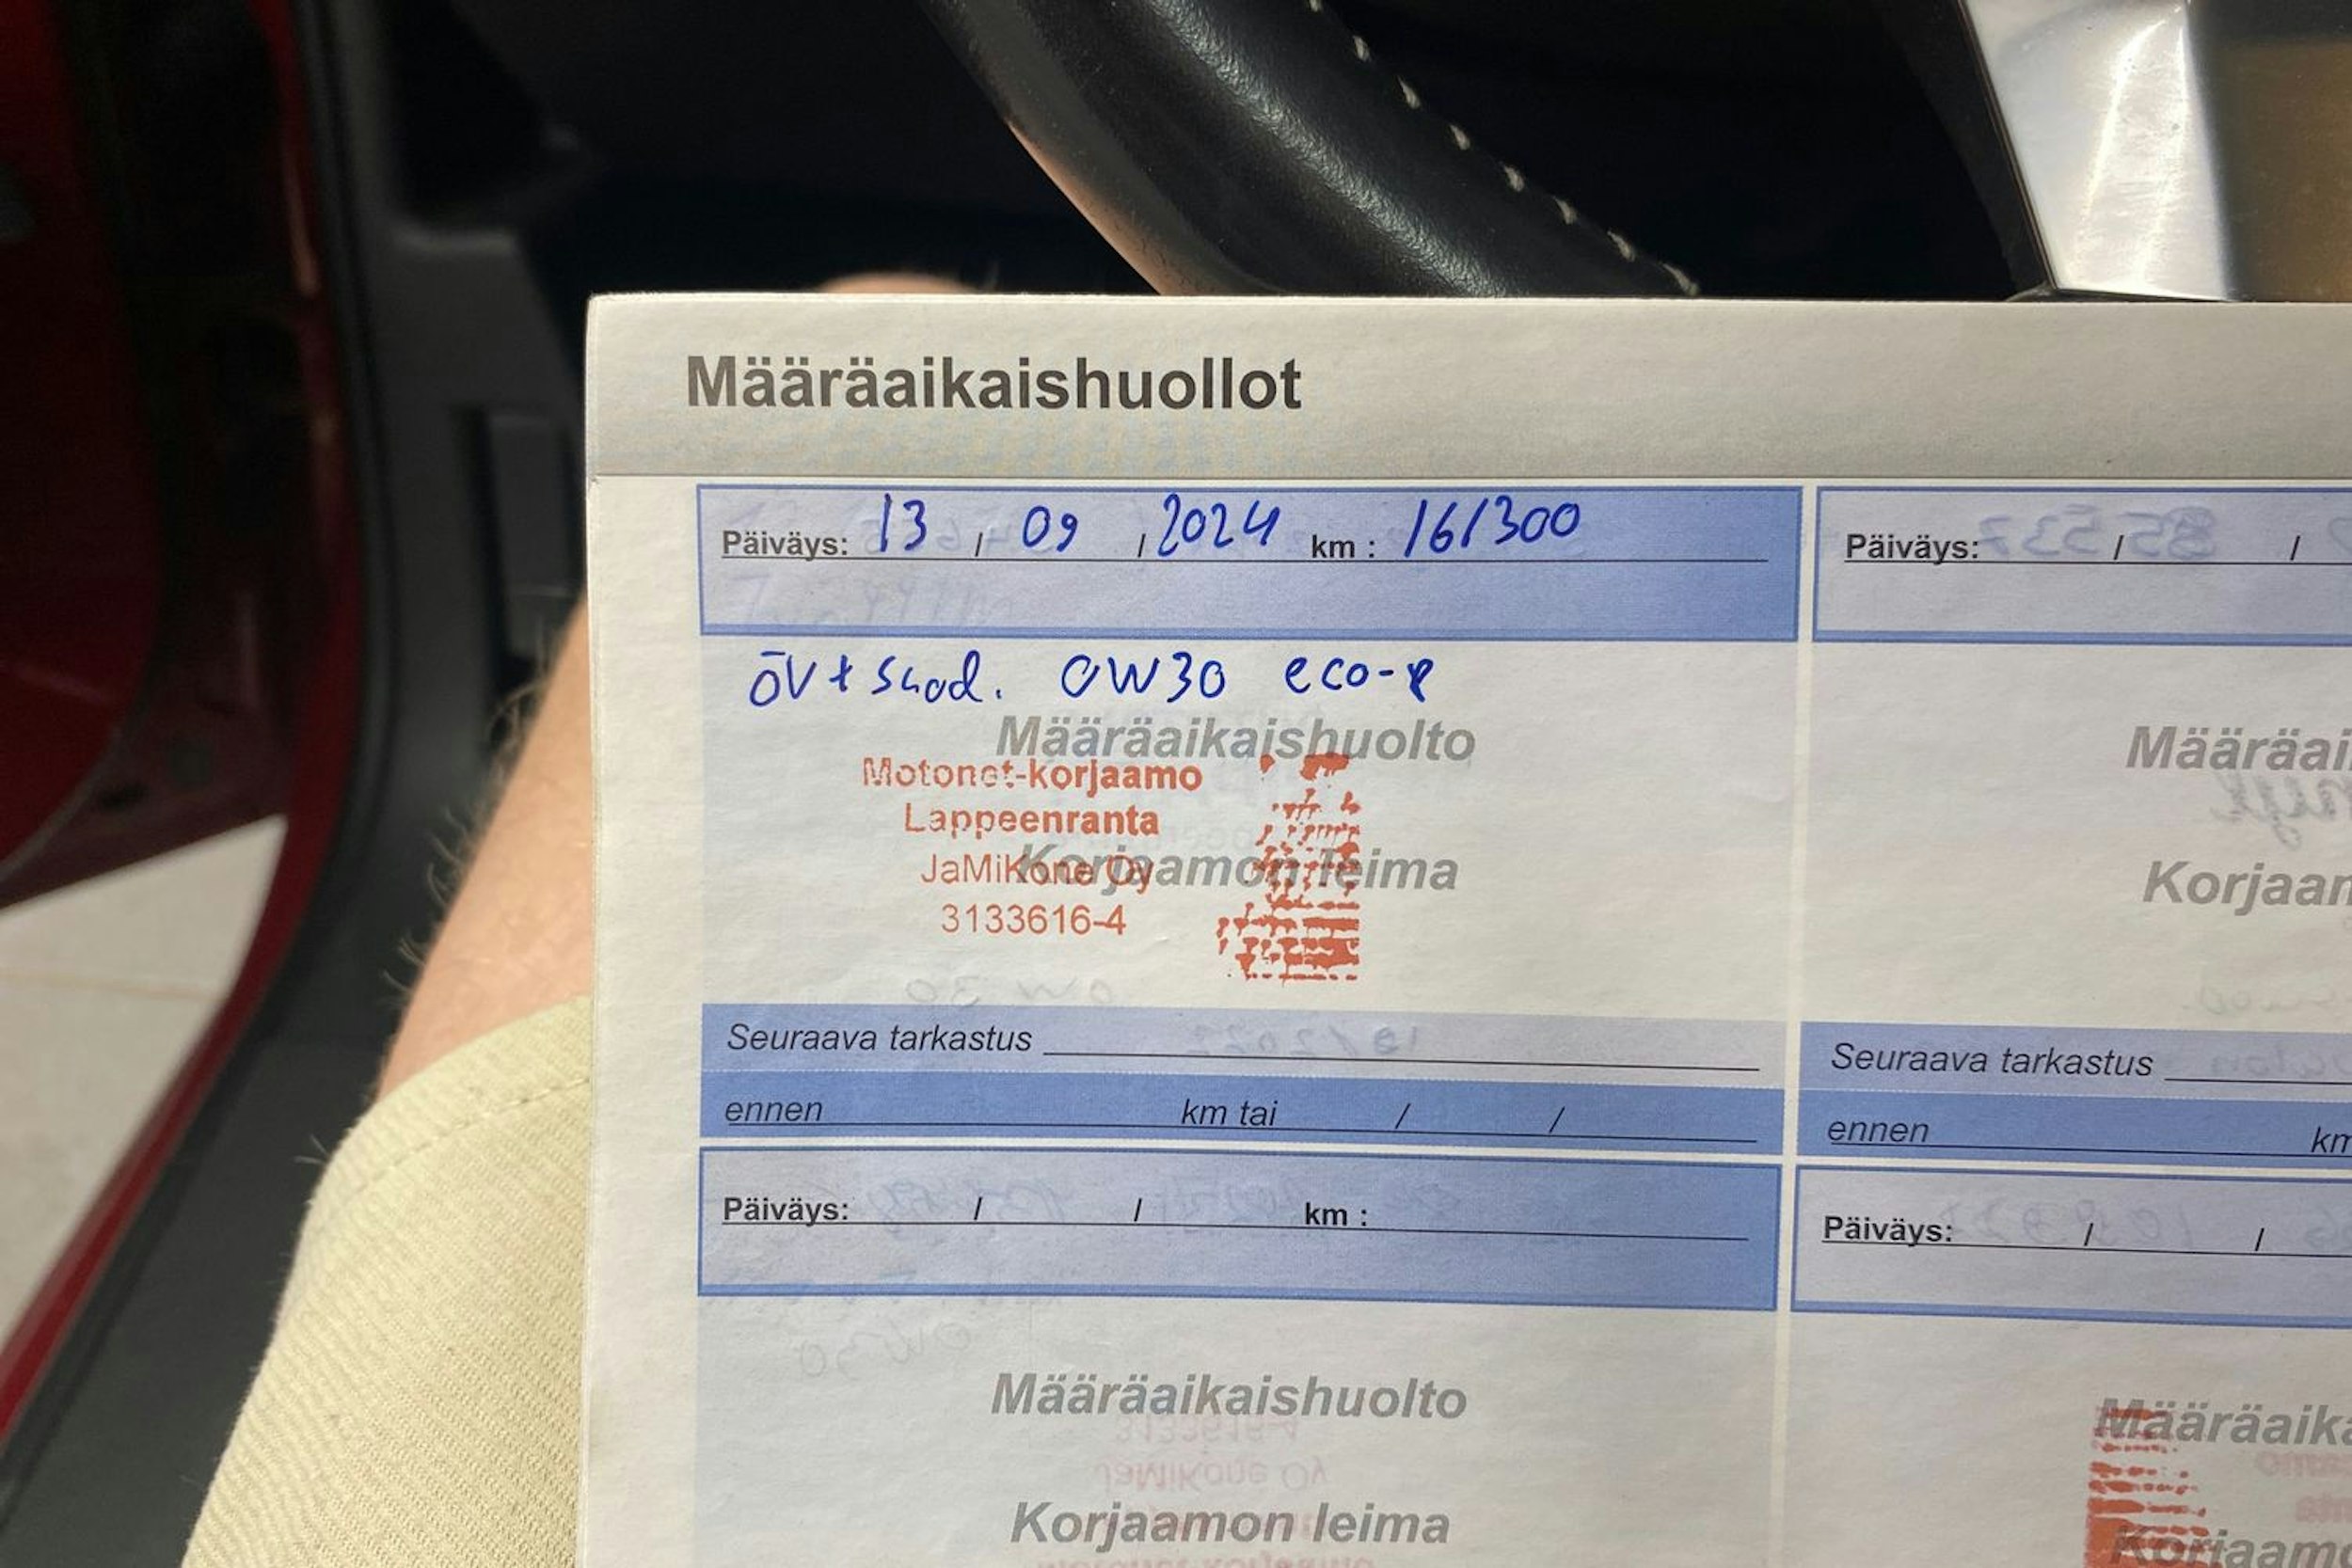 Määräaikaishuollot
Päiväys: 13 / 09 / 2024 km : 161300
Päiväys: / /
öV + suod. 0W30 eco-p
Määräaikaishuolto
Motonet-korjaamo
Lappeenranta
JaMiKone Oy
3133616-4
Korjaamon leima
Määräai
Korjaam
Seuraava tarkastus
ennen km tai / /
Seuraava tarkastus
ennen km
Päiväys: / / km :
Päiväys: / /
Määräaikaishuolto
Korjaamon leima
Määräaika
Korjaam